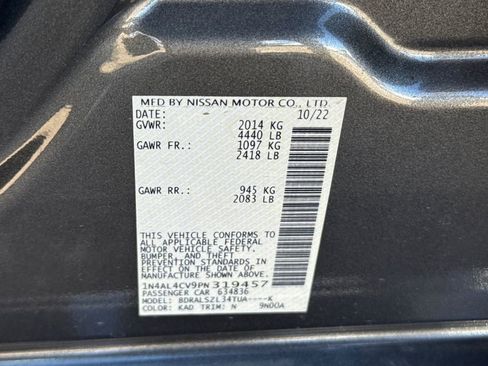 MFD BY NISSAN MOTOR CO., LTD.
DATE: 10/22
GVWR: 2014 KG
4440 LB
GAWR FR.: 1097 KG
2418 LB
GAWR RR.: 945 KG
2083 LB
THIS VEHICLE CONFORMS TO
ALL APPLICABLE FEDERAL
MOTOR VEHICLE SAFETY,
BUMPER, AND THEFT
PREVENTION STANDARDS IN
EFFECT ON THE DATE OF
MANUFACTURE SHOWN ABOVE.
1N4AL4CV9PN 319457
PASSENGER CAR 634836
MODEL: BDRALSZL34TUA----K
COLOR: KAD TRIM: N 9N00A